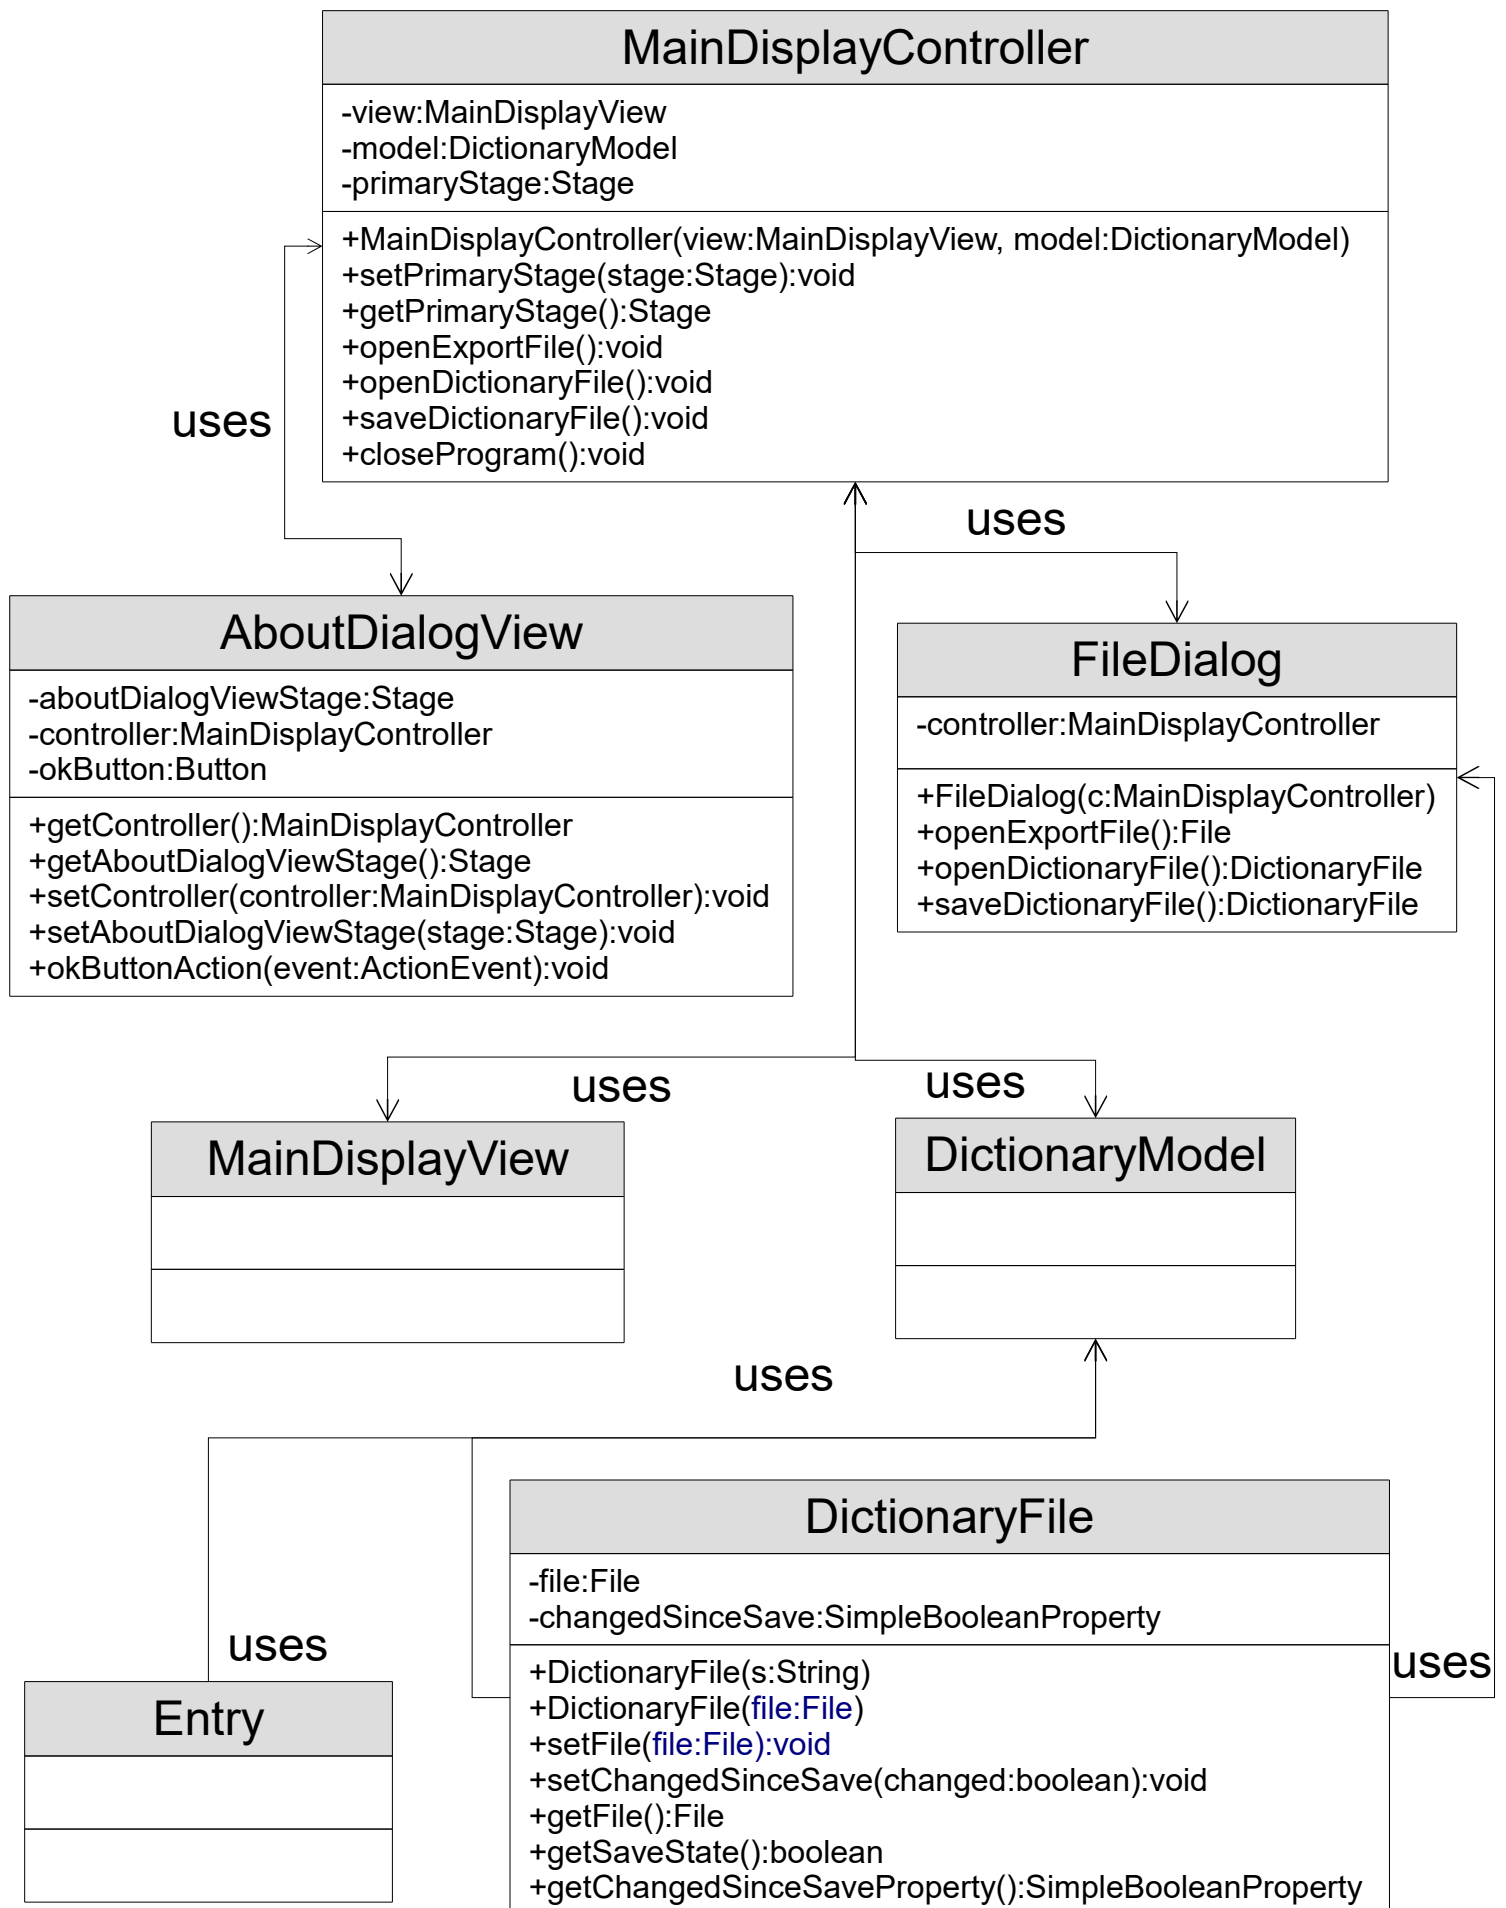 MainDisplayController
-view:MainDisplayView
-model:DictionaryModel
-primaryStage:Stage
+MainDisplayController(view:MainDisplayView, model:DictionaryModel)
+setPrimaryStage(stage:Stage):void
+getPrimaryStage():Stage
+openExportFile():void
+openDictionaryFile():void
+saveDictionaryFile():void
+closeProgram():void
uses
uses
AboutDialogView
-aboutDialogViewStage:Stage
-controller:MainDisplayController
-okButton:Button
+getController():MainDisplayController
+getAboutDialogViewStage():Stage
+setController(controller:MainDisplayController):void
+setAboutDialogViewStage(stage:Stage):void
+okButtonAction(event:ActionEvent):void
FileDialog
-controller:MainDisplayController
+FileDialog(c:MainDisplayController)
+openExportFile():File
+openDictionaryFile():DictionaryFile
+saveDictionaryFile():DictionaryFile
uses
uses
MainDisplayView
DictionaryModel
uses
DictionaryFile
-file:File
-changedSinceSave:SimpleBooleanProperty
+DictionaryFile(s:String)
+DictionaryFile(file:File)
+setFile(file:File):void
+setChangedSinceSave(changed:boolean):void
+getFile():File
+getSaveState():boolean
+getChangedSinceSaveProperty():SimpleBooleanProperty
uses
uses
Entry